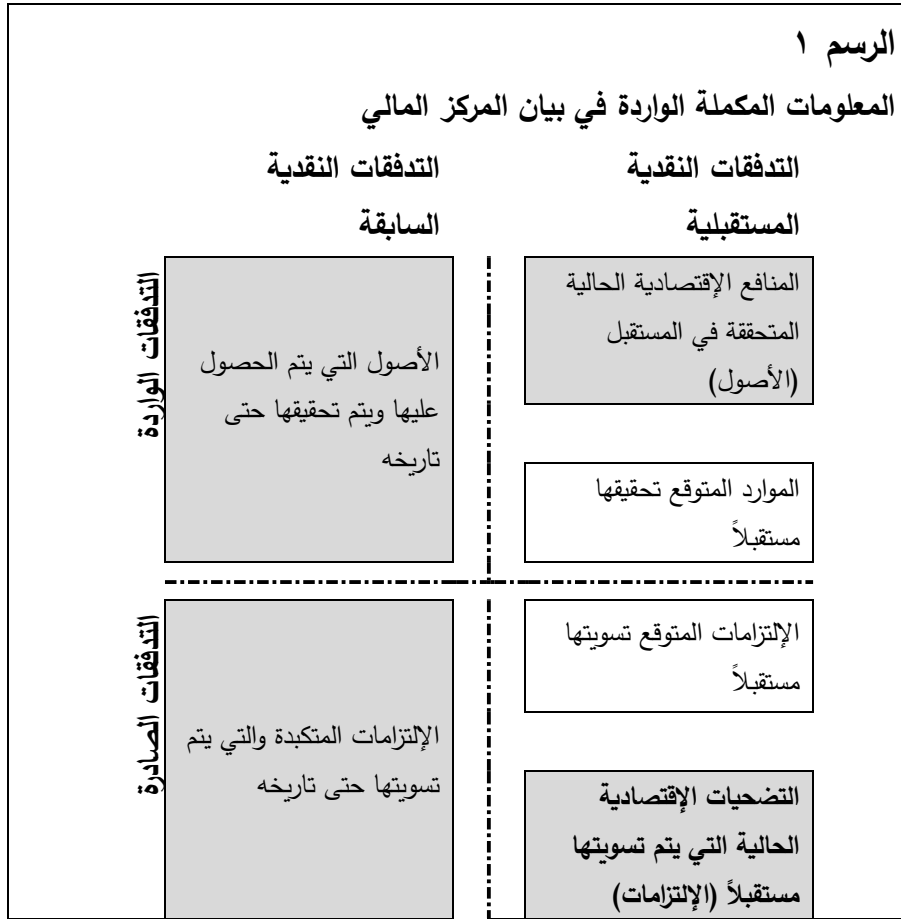 الرسم ١
المعلومات المكملة الواردة في بيان المركز المالي
التدفقات النقدية
المستقبلية
التدفقات النقدية
السابقة
التدفقات الواردة
المنافع الإقتصادية الحالية
المتحققة في المستقبل
(الأصول)
الأصول التي يتم الحصول
عليها ويتم تحقيقها حتى
تاريخه
الموارد المتوقع تحقيقها
مستقبلاً
التدفقات الصادرة
الإلتزامات المتوقع تسويتها
مستقبلاً
الإلتزامات المتكبدة والتي يتم
تسويتها حتى تاريخه
التضحيات الإقتصادية
الحالية التي يتم تسويتها
مستقبلاً (الإلتزامات)